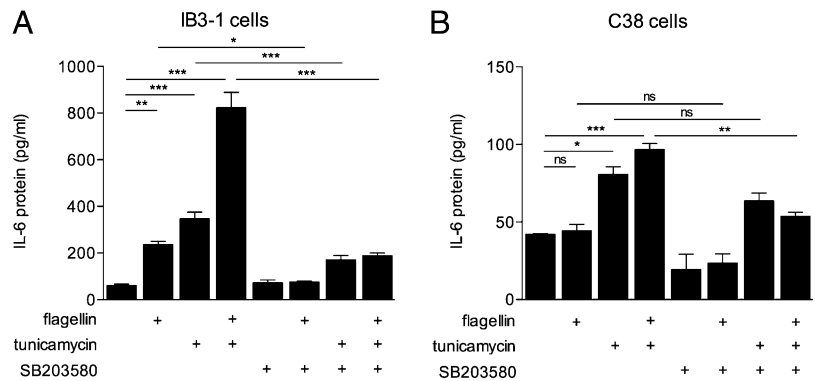 A
IB3-1 cells
IL-6 protein (pg/ml)
1000
800
600
400
200
0
*
***
***
***
***
**
flagellin + + + +
tunicamycin + + + +
SB203580 + + + +
B
C38 cells
IL-6 protein (pg/ml)
150
100
50
0
ns
ns
*** **
*
ns
flagellin + + + +
tunicamycin + + + +
SB203580 + + + +